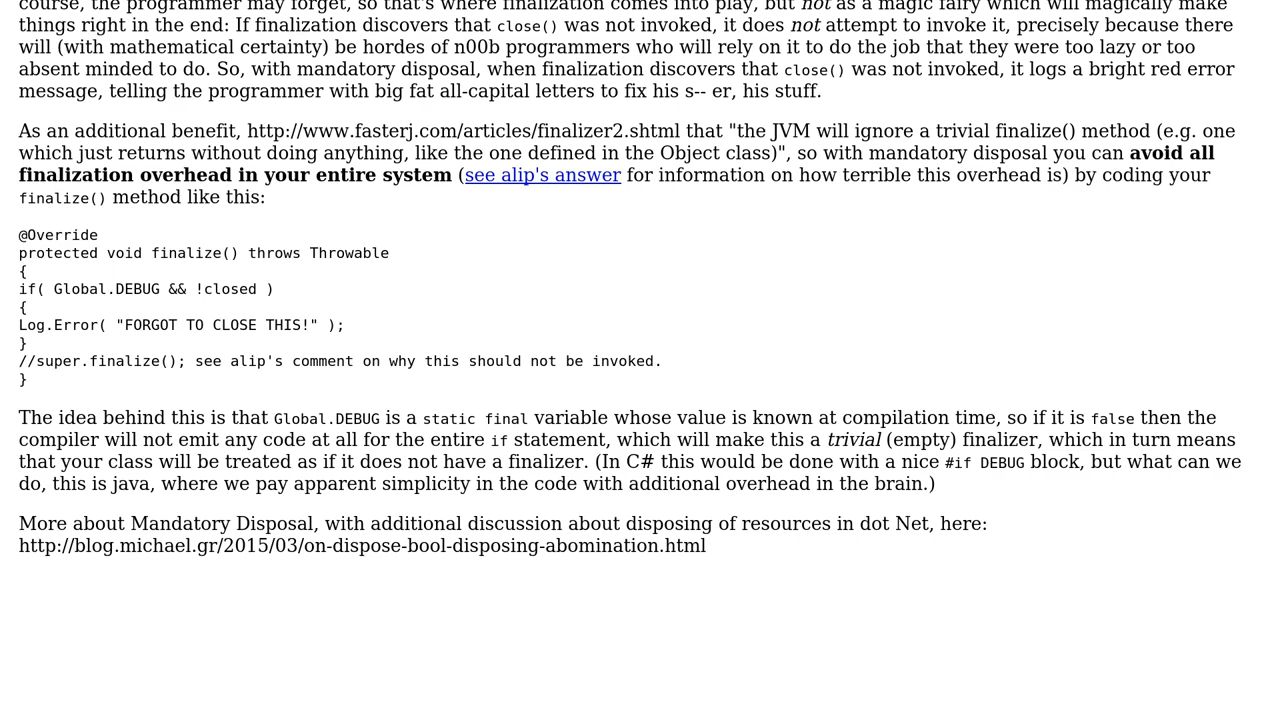 course, the programmer may forget, so that's where finalization comes into play, but not as a magic fairy which will magically make
things right in the end: If finalization discovers that close() was not invoked, it does not attempt to invoke it, precisely because there
will (with mathematical certainty) be hordes of n00b programmers who will rely on it to do the job that they were too lazy or too
absent minded to do. So, with mandatory disposal, when finalization discovers that close() was not invoked, it logs a bright red error
message, telling the programmer with big fat all-capital letters to fix his s-- er, his stuff.
As an additional benefit, http://www.fasterj.com/articles/finalizer2.shtml that "the JVM will ignore a trivial finalize() method (e.g. one
which just returns without doing anything, like the one defined in the Object class)", so with mandatory disposal you can avoid all
finalization overhead in your entire system (see alip's answer for information on how terrible this overhead is) by coding your
finalize() method like this:
@Override
protected void finalize() throws Throwable
{
if( Global.DEBUG && !closed )
{
Log.Error( "FORGOT TO CLOSE THIS!" );
}
//super.finalize(); see alip's comment on why this should not be invoked.
}
The idea behind this is that Global.DEBUG is a static final variable whose value is known at compilation time, so if it is false then the
compiler will not emit any code at all for the entire if statement, which will make this a trivial (empty) finalizer, which in turn means
that your class will be treated as if it does not have a finalizer. (In C# this would be done with a nice #if DEBUG block, but what can we
do, this is java, where we pay apparent simplicity in the code with additional overhead in the brain.)
More about Mandatory Disposal, with additional discussion about disposing of resources in dot Net, here:
http://blog.michael.gr/2015/03/on-dispose-bool-disposing-abomination.html